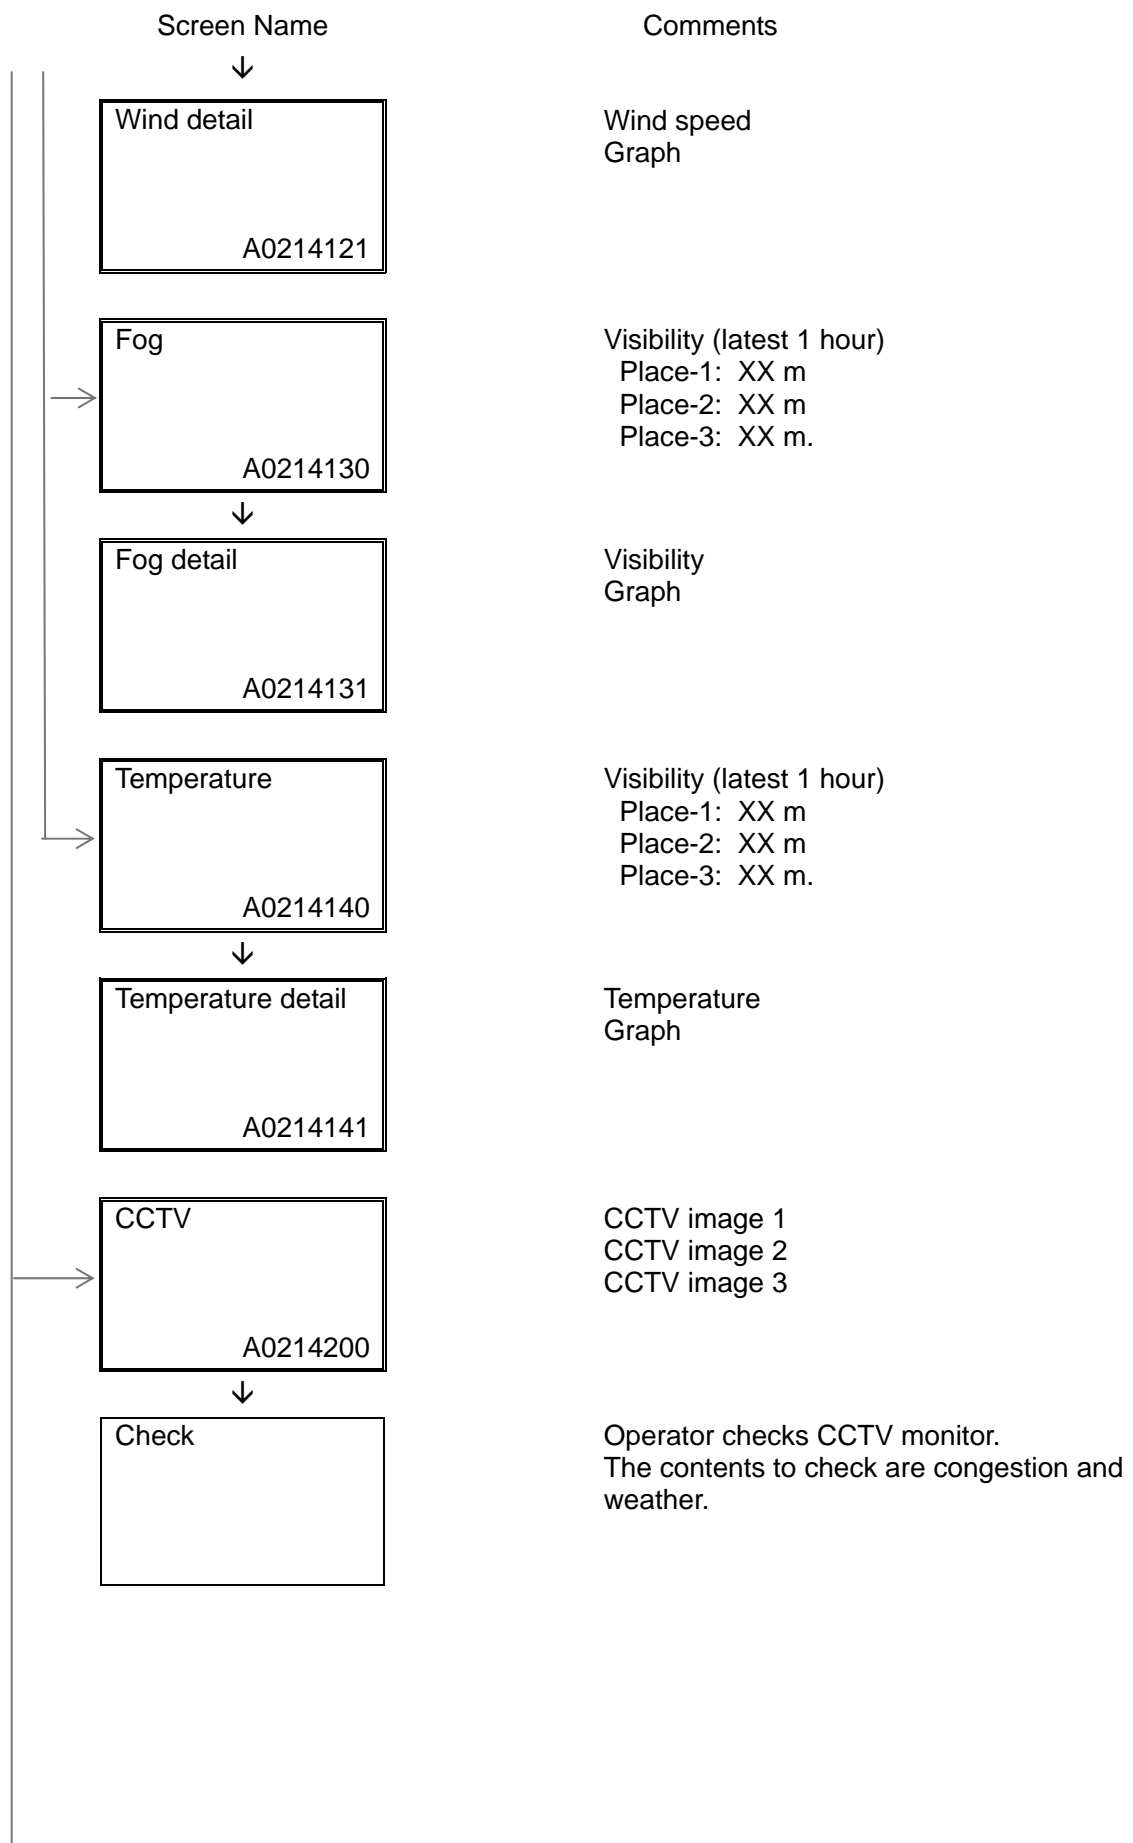 Screen Name
Comments
Wind detail
A0214121
Wind speed
Graph
Fog
A0214130
Visibility (latest 1 hour)
Place-1: XX m
Place-2: XX m
Place-3: XX m.
Fog detail
A0214131
Visibility
Graph
Temperature
A0214140
Visibility (latest 1 hour)
Place-1: XX m
Place-2: XX m
Place-3: XX m.
Temperature detail
A0214141
Temperature
Graph
CCTV
A0214200
CCTV image 1
CCTV image 2
CCTV image 3
Check
Operator checks CCTV monitor.
The contents to check are congestion and
weather.